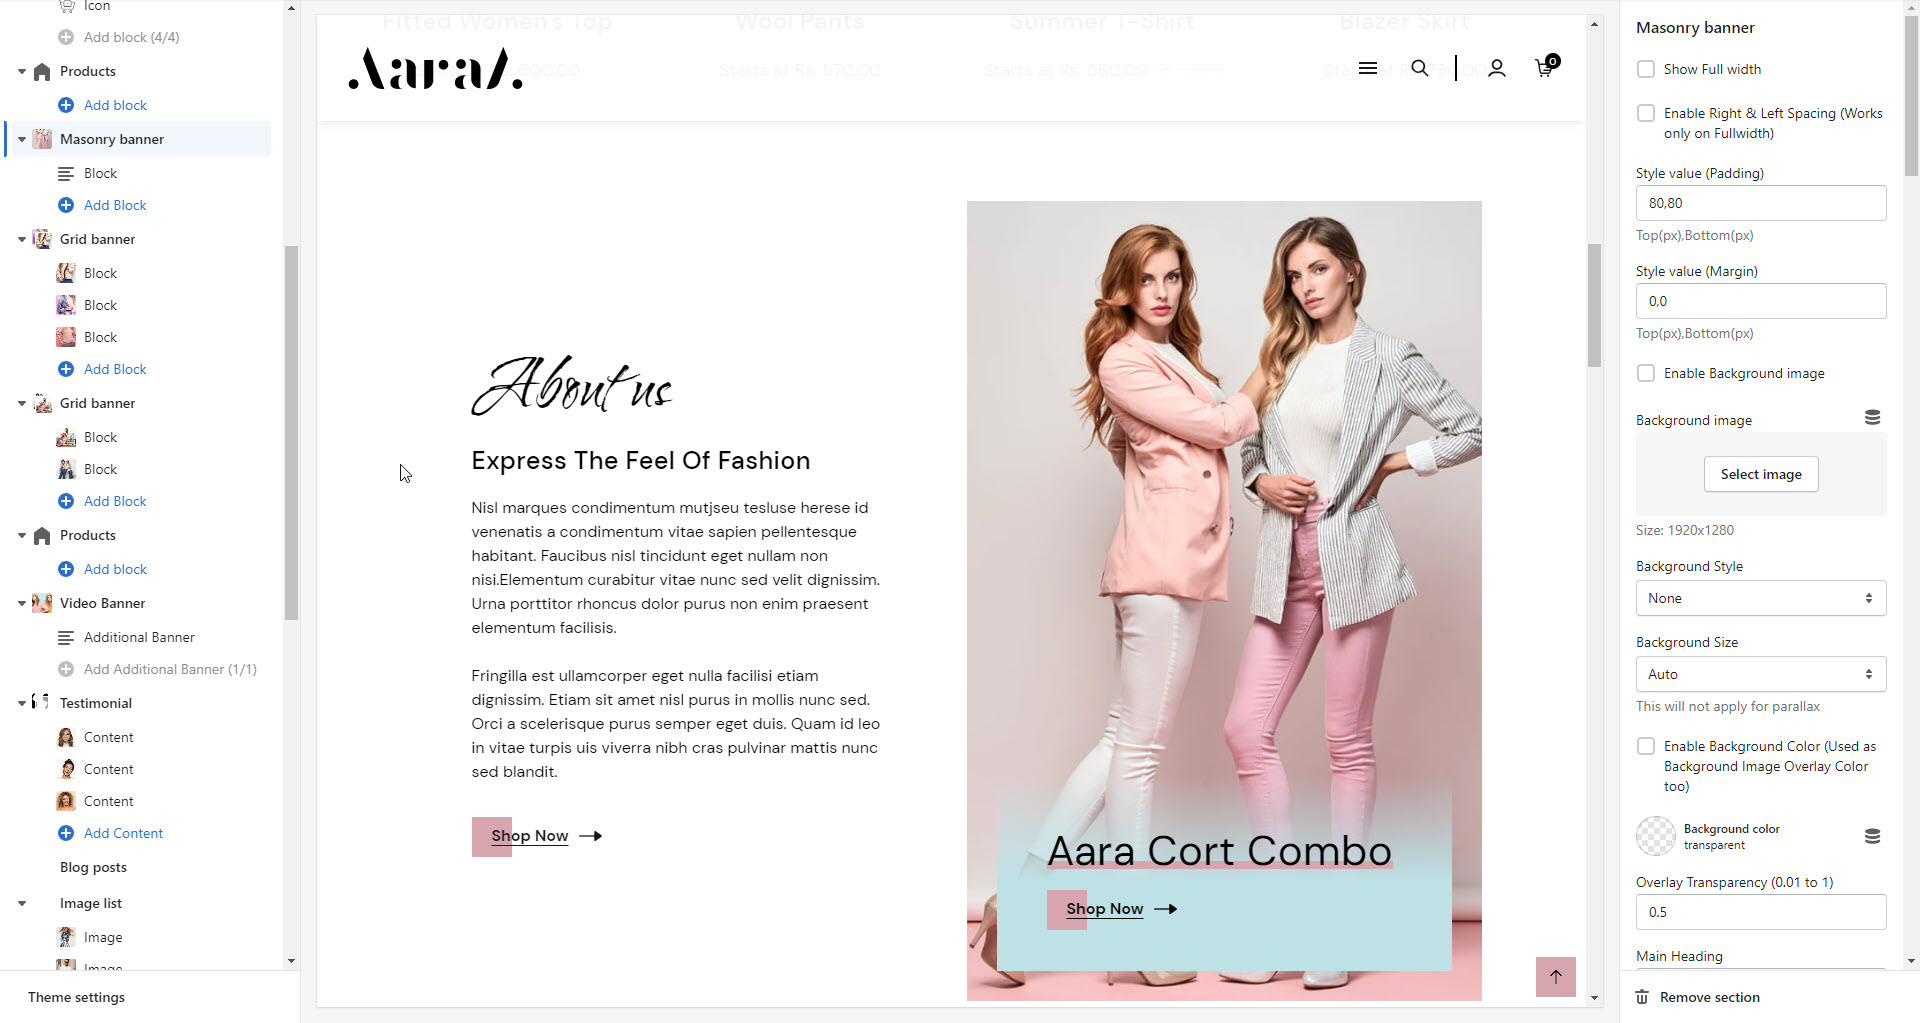 Icon
Add block (4/4)
Products
Add block
Masonry banner
Block
Add Block
Grid banner
Block
Block
Block
Add Block
Grid banner
Block
Block
Add Block
Products
Add block
Video Banner
Additional Banner
Add Additional Banner (1/1)
Testimonial
Content
Content
Content
Add Content
Blog posts
Image list
Image
Image
Theme settings
Fitted Women's Top
Wool Pants
Summer T-Shirt
Blazer Skirt
Aara.
600.00
Starts at Rs. 570.00
Starts at Rs. 560.00
0
About us
Express The Feel Of Fashion
Nisl marques condimentum mutjseu tesluse herese id
venenatis a condimentum vitae sapien pellentesque
habitant. Faucibus nisl tincidunt eget nullam non
nisi.Elementum curabitur vitae nunc sed velit dignissim.
Urna porttitor rhoncus dolor purus non enim praesent
elementum facilisis.
Fringilla est ullamcorper eget nulla facilisi etiam
dignissim. Etiam sit amet nisl purus in mollis nunc sed.
Orci a scelerisque purus semper eget duis. Quam id leo
in vitae turpis uis viverra nibh cras pulvinar mattis nunc
sed blandit.
Shop Now
Aara Cort Combo
Shop Now
Masonry banner
Show Full width
Enable Right & Left Spacing (Works
only on Fullwidth)
Style value (Padding)
80,80
Top(px),Bottom(px)
Style value (Margin)
0,0
Top(px),Bottom(px)
Enable Background image
Background image
Select image
Size: 1920x1280
Background Style
None
Background Size
Auto
This will not apply for parallax
Enable Background Color (Used as
Background Image Overlay Color
too)
Background color
transparent
Overlay Transparency (0.01 to 1)
0.5
Main Heading
Remove section